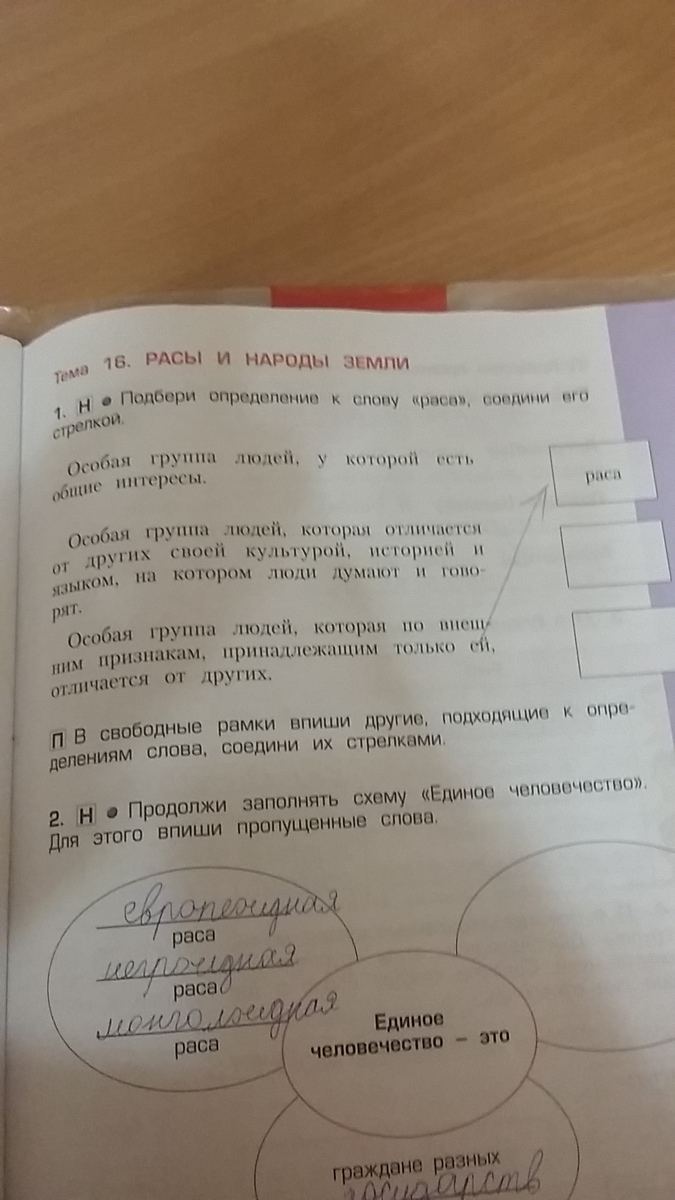 Тема 16. РАСЫ И НАРОДЫ ЗЕМЛИ
1. Н • Подбери определение к слову «раса», соедини его
стрелкой.
Особая группа людей, у которой есть
общие интересы.
раса
Особая группа людей, которая отличается
от других своей культурой, историей и
языком, на котором люди думают и гово-
рят.
Особая группа людей, которая по внеш-
ним признакам, принадлежащим только ей,
отличается от других.
П В свободные рамки впиши другие, подходящие к опре-
делениям слова, соедини их стрелками.
2. Н • Продолжи заполнять схему «Единое человечество».
Для этого впиши пропущенные слова.
европеоидная
раса
негроидная
раса
монголоидная
раса
Единое
человечество – это
граждане разных
государств